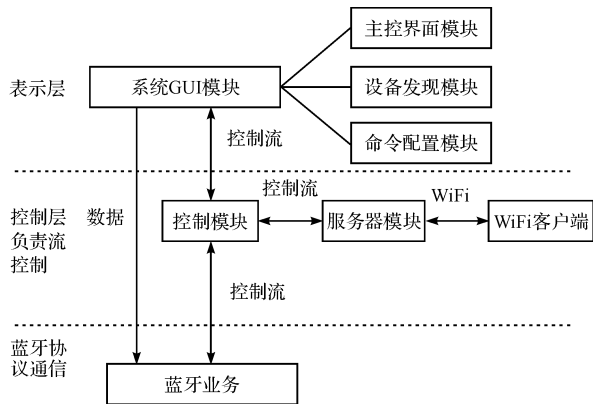 主控界面模块
表示层
系统GUI模块
设备发现模块
命令配置模块
控制流
控制流
WiFi
控制层
负责流
控制
数据
控制模块
服务器模块
WiFi客户端
控制流
蓝牙协
议通信
蓝牙业务